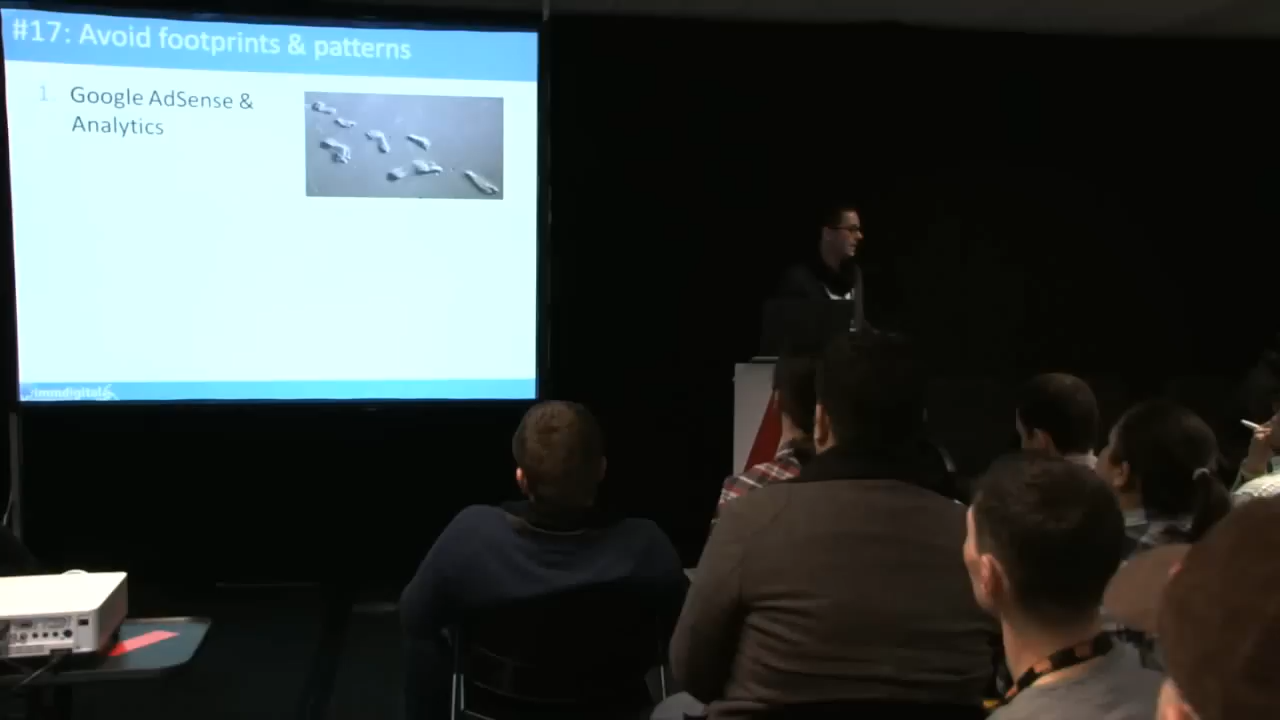 #17: Avoid footprints & patterns
1. Google AdSense &
Analytics
immdigital